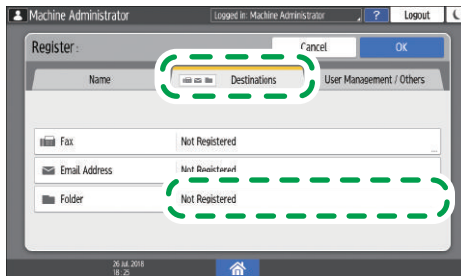 Machine Administrator Logged in: Machine Administrator ? Logout
Register: Cancel OK
Name Destinations User Management / Others
Fax Not Registered
Email Address Not Registered
Folder Not Registered
26 Jul. 2018
18:25